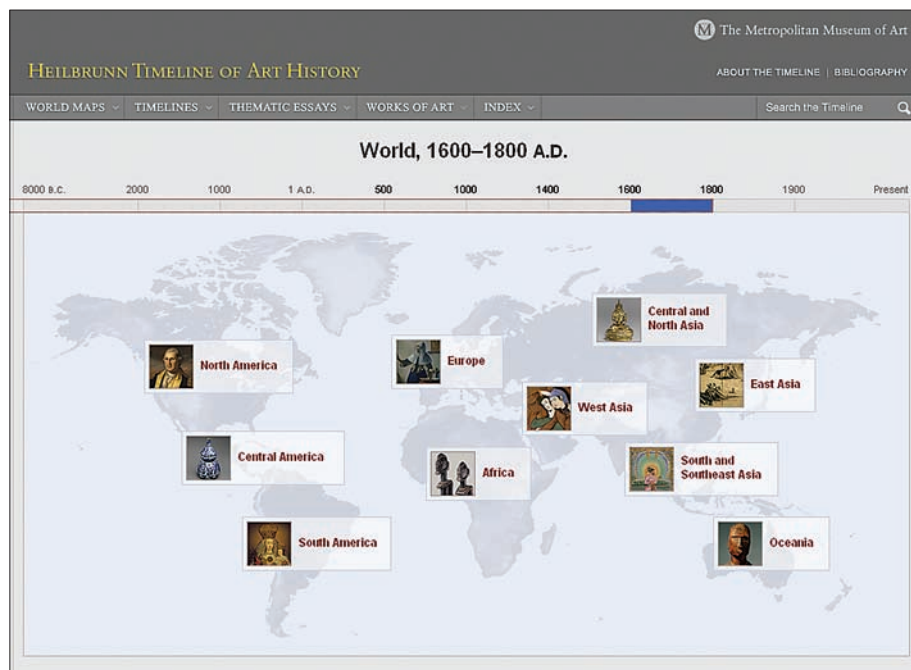 The Metropolitan Museum of Art
HEILBRUNN TIMELINE OF ART HISTORY
ABOUT THE TIMELINE | BIBLIOGRAPHY
WORLD MAPS TIMELINES THEMATIC ESSAYS WORKS OF ART INDEX Search the Timeline
World, 1600–1800 A.D.
8000 B.C. 2000 1000 1 A.D. 500 1000 1400 1600 1800 1900 Present
Central and
North Asia
North America
Europe
East Asia
West Asia
Central America
Africa
South and
Southeast Asia
South America
Oceania